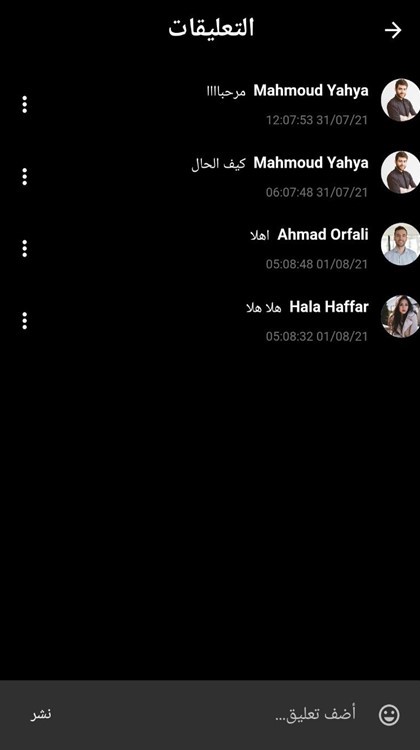 التعليقات
Mahmoud Yahya مرحباااا
12:07:53 31/07/21
Mahmoud Yahya كيف الحال
06:07:48 31/07/21
Ahmad Orfali اهلا
05:08:48 01/08/21
Hala Haffar هلا هلا
05:08:32 01/08/21
أضف تعليق...
نشر